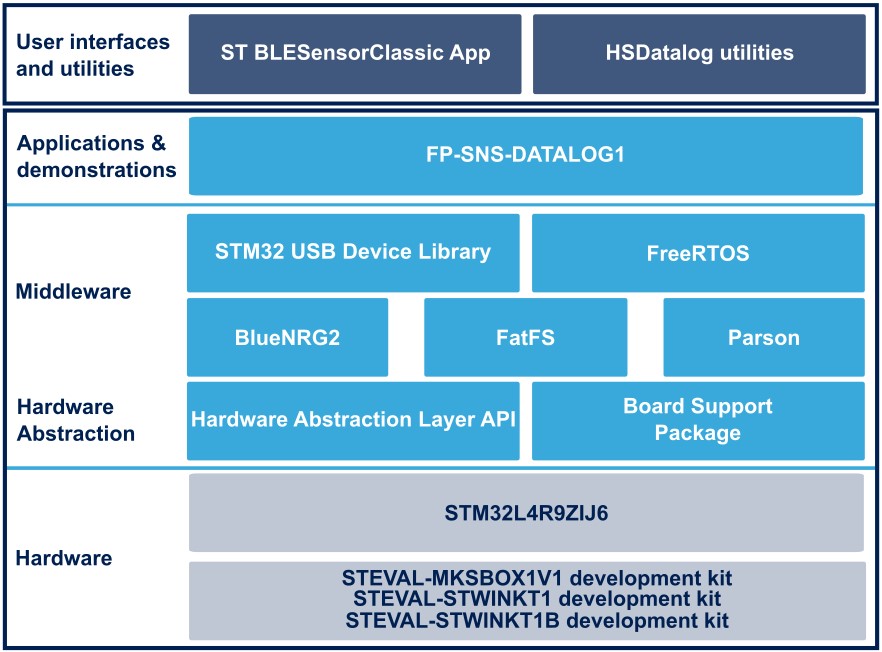 User interfaces
and utilities
ST BLESensorClassic App
HSDatalog utilities
Applications &
demonstrations
FP-SNS-DATALOG1
Middleware
STM32 USB Device Library
FreeRTOS
BlueNRG2
FatFS
Parson
Hardware
Abstraction
Hardware Abstraction Layer API
Board Support
Package
Hardware
STM32L4R9ZIJ6
STEVAL-MKSBOX1V1 development kit
STEVAL-STWINKT1 development kit
STEVAL-STWINKT1B development kit